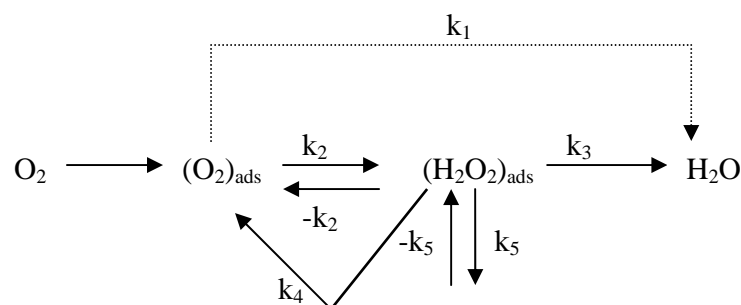 k₁
O₂ (O₂)ads k₂ (H₂O₂)ads k₃ H₂O
-k₂ -k₅ k₅
k₄